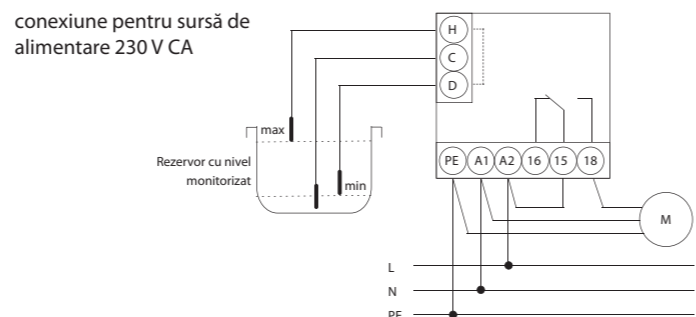 conexiune pentru sursă de
alimentare 230 V CA
H
C
D
max
Rezervor cu nivel
monitorizat
min
PE A1 A2 16 15 18
M
L
N
PE